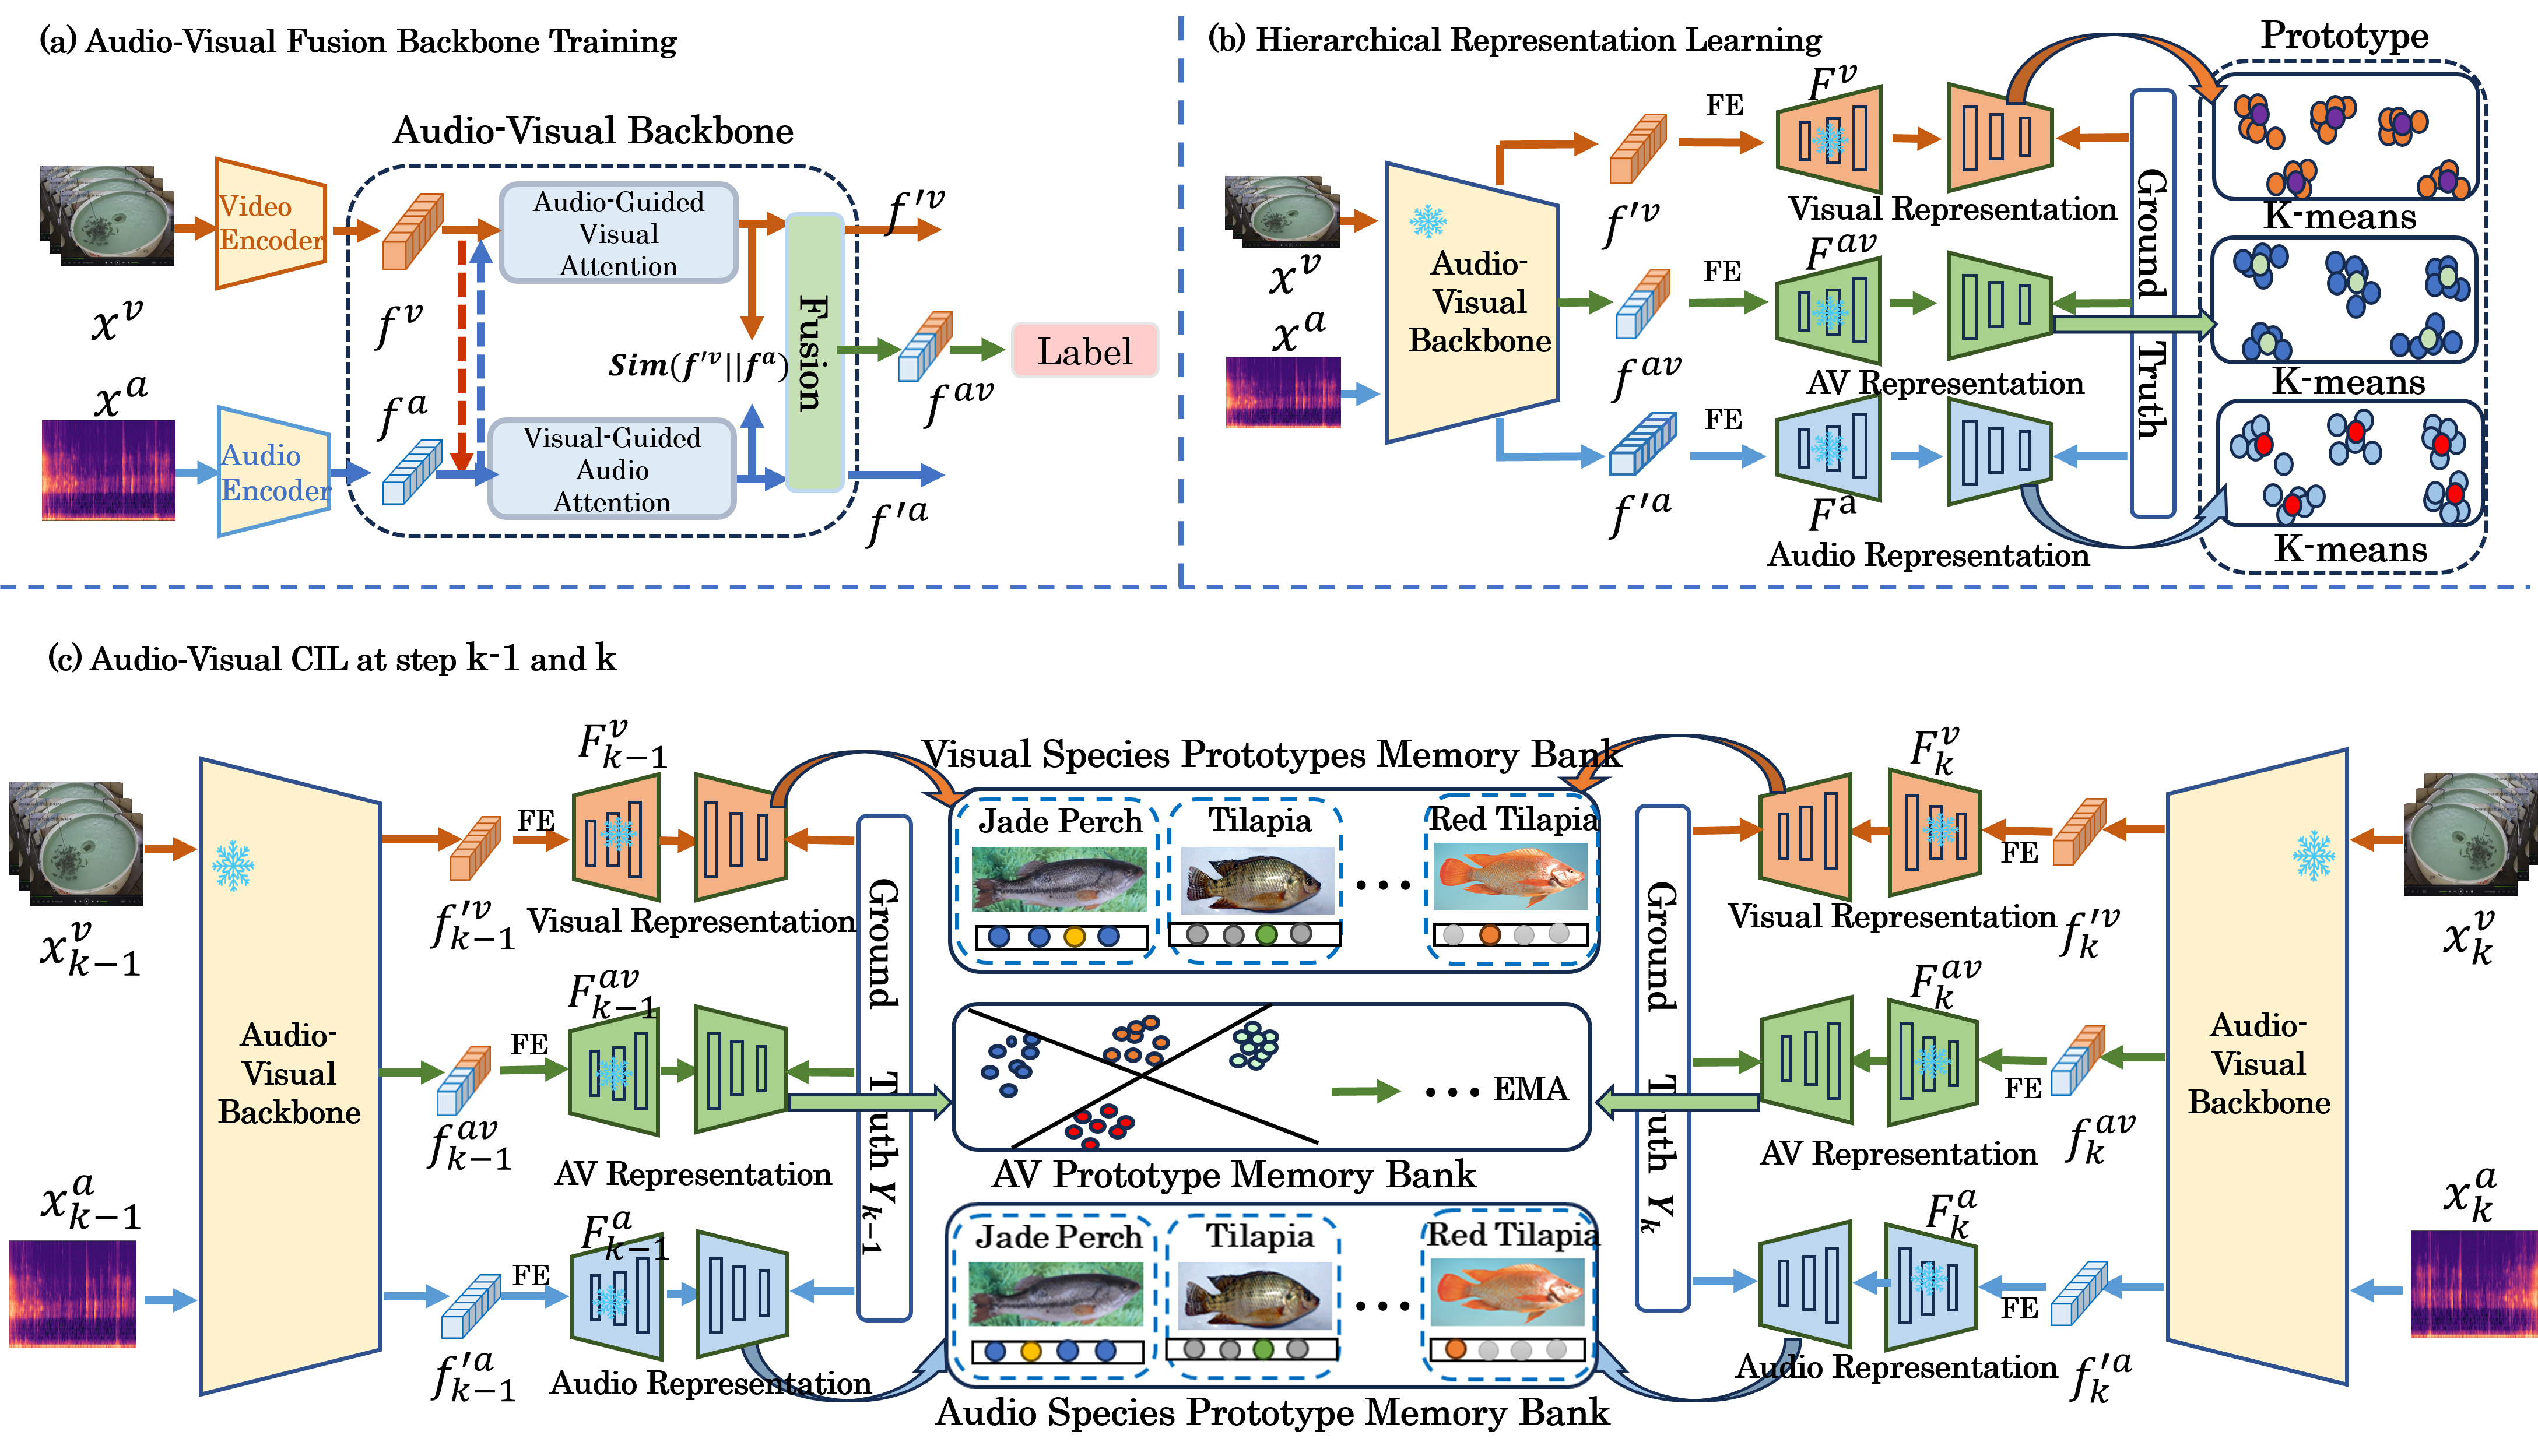 (a) Audio-Visual Fusion Backbone Training
Audio-Visual Backbone
Video
Encoder
x^v
f^v
Audio-Guided
Visual
Attention
f'^v
Sim(f'^v||f^a)
Fusion
f^av
Label
x^a
Audio
Encoder
f^a
Visual-Guided
Audio
Attention
f'^a
(b) Hierarchical Representation Learning
Prototype
x^v
x^a
Audio-
Visual
Backbone
f'^v
FE
F^v
Visual Representation
f^av
FE
F^av
AV Representation
f'^a
FE
F^a
Audio Representation
Ground Truth
K-means
K-means
K-means
(c) Audio-Visual CIL at step k-1 and k
x^v_{k-1}
x^a_{k-1}
Audio-
Visual
Backbone
f'^v_{k-1}
FE
F^v_{k-1}
Visual Representation
f^av_{k-1}
FE
F^av_{k-1}
AV Representation
f'^a_{k-1}
FE
F^a_{k-1}
Audio Representation
Ground Truth Y_{k-1}
Visual Species Prototypes Memory Bank
Jade Perch
Tilapia
...
Red Tilapia
... EMA
AV Prototype Memory Bank
Jade Perch
Tilapia
...
Red Tilapia
Audio Species Prototype Memory Bank
Ground Truth Y_k
F^v_k
FE
Visual Representation
f'^v_k
F^av_k
FE
AV Representation
f^av_k
F^a_k
FE
Audio Representation
f'^a_k
Audio-
Visual
Backbone
x^v_k
x^a_k